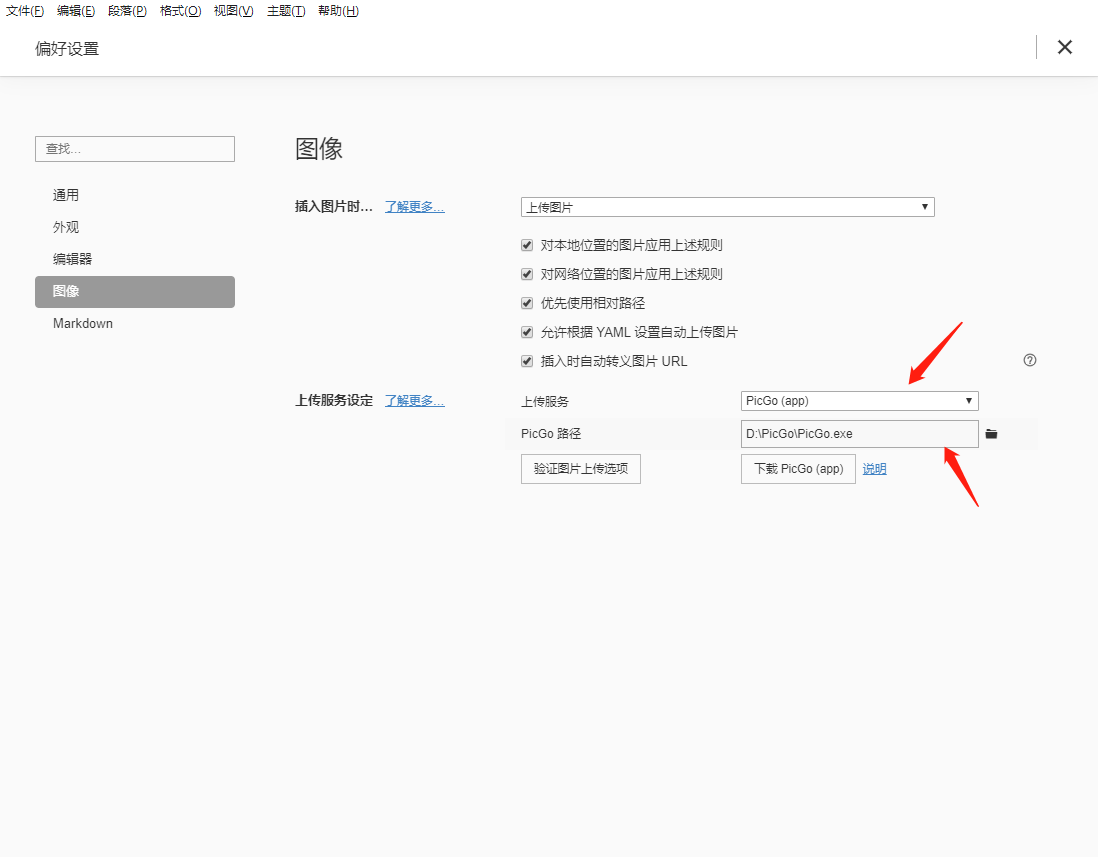 文件(F) 编辑(E) 段落(P) 格式(O) 视图(V) 主题(T) 帮助(H)
偏好设置
查找...
通用
外观
编辑器
图像
Markdown
图像
插入图片时... 了解更多... 上传图片
对本地位置的图片应用上述规则
对网络位置的图片应用上述规则
优先使用相对路径
允许根据 YAML 设置自动上传图片
插入时自动转义图片 URL
上传服务设定 了解更多... 上传服务 PicGo (app)
PicGo 路径 D:\PicGo\PicGo.exe
验证图片上传选项 下载 PicGo (app) 说明